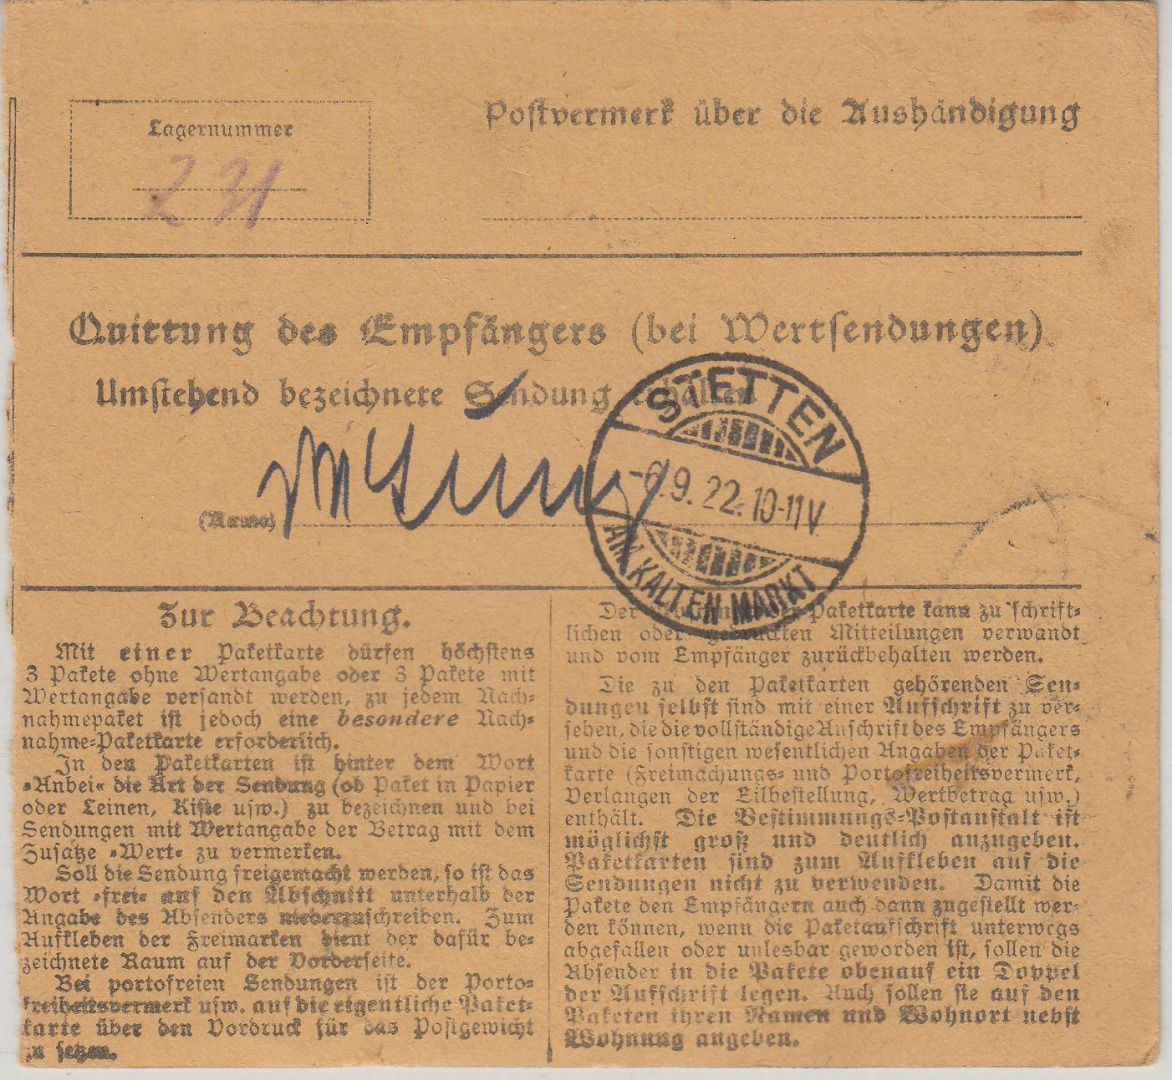 Postvermerk über die Aushändigung
Lagernummer
231
Quittung des Empfängers (bei Wertsendungen)
Umstehend bezeichnete Sendung erhalten
(Name)
STETTEN
-6.9.22. 10-11V.
AM KALTEN MARKT
Zur Beachtung.
Mit einer Paketkarte dürfen höchstens
3 Pakete ohne Wertangabe oder 3 Pakete mit
Wertangabe versandt werden, zu jedem Nach-
nahmepaket ist jedoch eine besondere Nach-
nahme-Paketkarte erforderlich.
In den Paketkarten ist hinter dem Wort
»Anbei« die Art der Sendung (ob Paket in Papier
oder Leinen, Kiste usw.) zu bezeichnen und bei
Sendungen mit Wertangabe der Betrag mit dem
Zusatze »Wert« zu vermerken.
Soll die Sendung freigemacht werden, so ist das
Wort »frei« auf den Abschnitt unterhalb der
Angabe des Absenders niederzuschreiben. Zum
Aufkleben der Freimarken dient der dafür be-
zeichnete Raum auf der Vorderseite.
Bei portofreien Sendungen ist der Porto-
freiheitsvermerk usw. auf die eigentliche Paket-
karte über den Vordruck für das Postgewicht
zu setzen.
Der Paketkarte kann zu schrift-
lichen oder gedruckten Mitteilungen verwandt
und vom Empfänger zurückbehalten werden.
Die zu den Paketkarten gehörenden Sen-
dungen selbst sind mit einer Aufschrift zu ver-
sehen, die die vollständige Anschrift des Empfängers
und die sonstigen wesentlichen Angaben der Paket-
karte (Freimachungs- und Portofreiheitsvermerk,
Verlangen der Eilbestellung, Wertbetrag usw.)
enthält. Die Bestimmungs-Postanstalt ist
möglichst groß und deutlich anzugeben.
Paketkarten sind zum Aufkleben auf die
Sendungen nicht zu verwenden. Damit die
Pakete den Empfängern auch dann zugestellt wer-
den können, wenn die Paketaufschrift unterwegs
abgefallen oder unlesbar geworden ist, sollen die
Absender in die Pakete obenauf ein Doppel
der Aufschrift legen. Auch sollen sie auf den
Paketen ihren Namen und Wohnort nebst
Wohnung angeben.